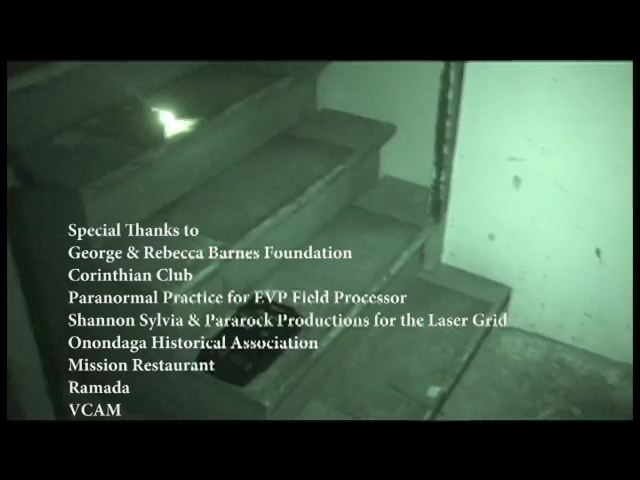 Special Thanks to
George & Rebecca Barnes Foundation
Corinthian Club
Paranormal Practice for EVP Field Processor
Shannon Sylvia & Pararock Productions for the Laser Grid
Onondaga Historical Association
Mission Restaurant
Ramada
VCAM